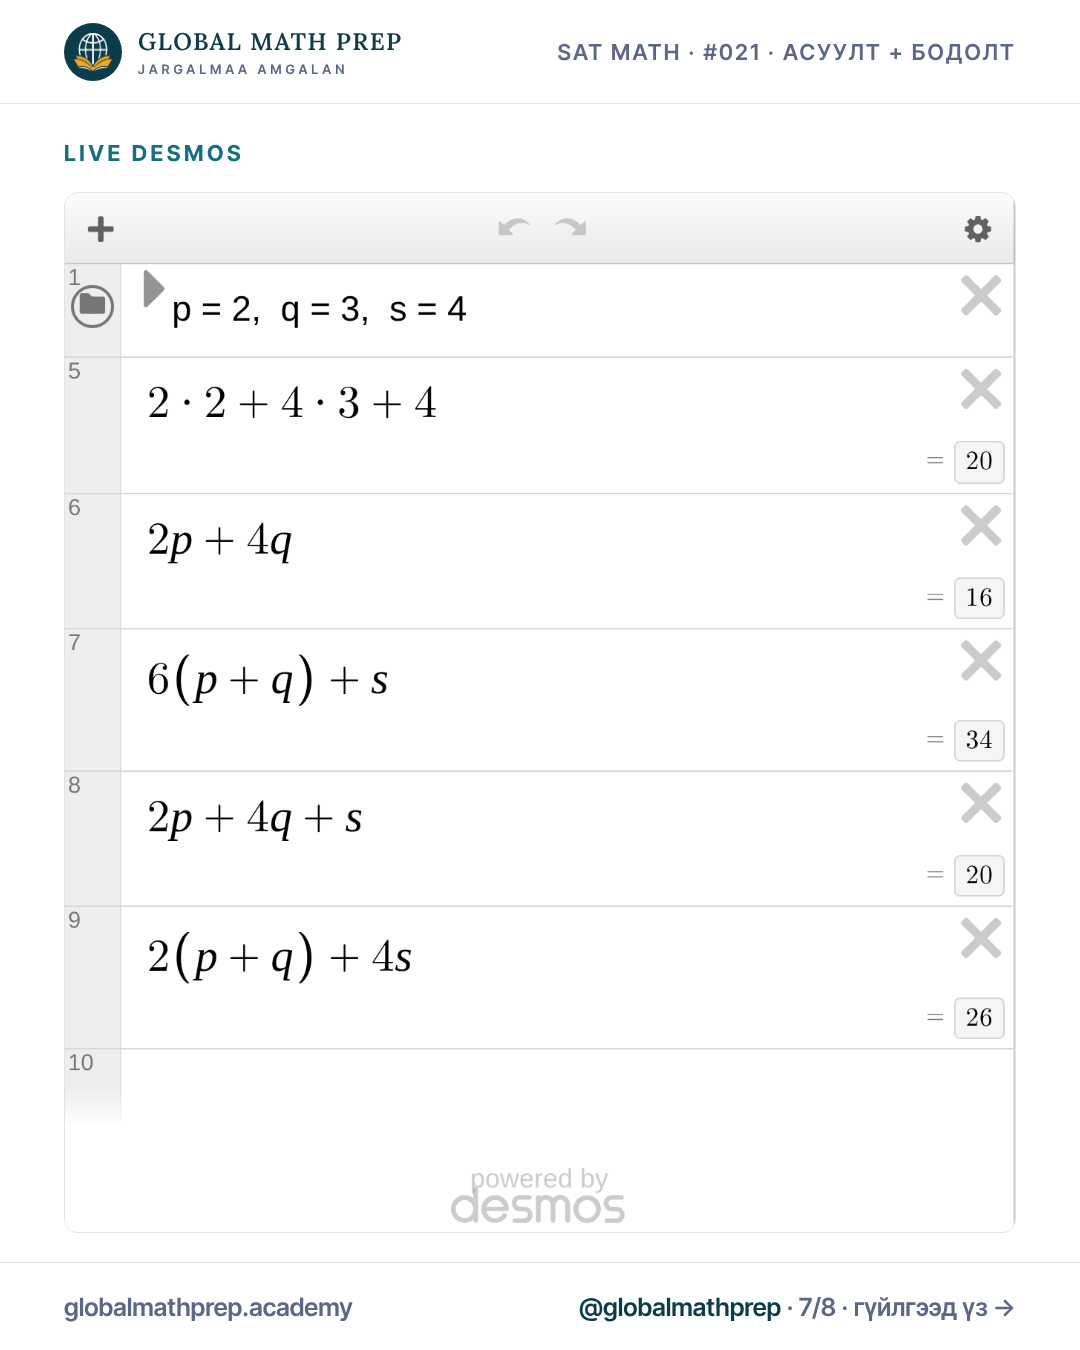 GLOBAL MATH PREP
JARGALMAA AMGALAN
SAT MATH · #021 · АСУУЛТ + БОДОЛТ
LIVE DESMOS
1
p = 2, q = 3, s = 4
5
2 · 2 + 4 · 3 + 4
= 20
6
2p + 4q
= 16
7
6(p + q) + s
= 34
8
2p + 4q + s
= 20
9
2(p + q) + 4s
= 26
10
powered by
desmos
globalmathprep.academy
@globalmathprep · 7/8 · гүйлгээд үз →